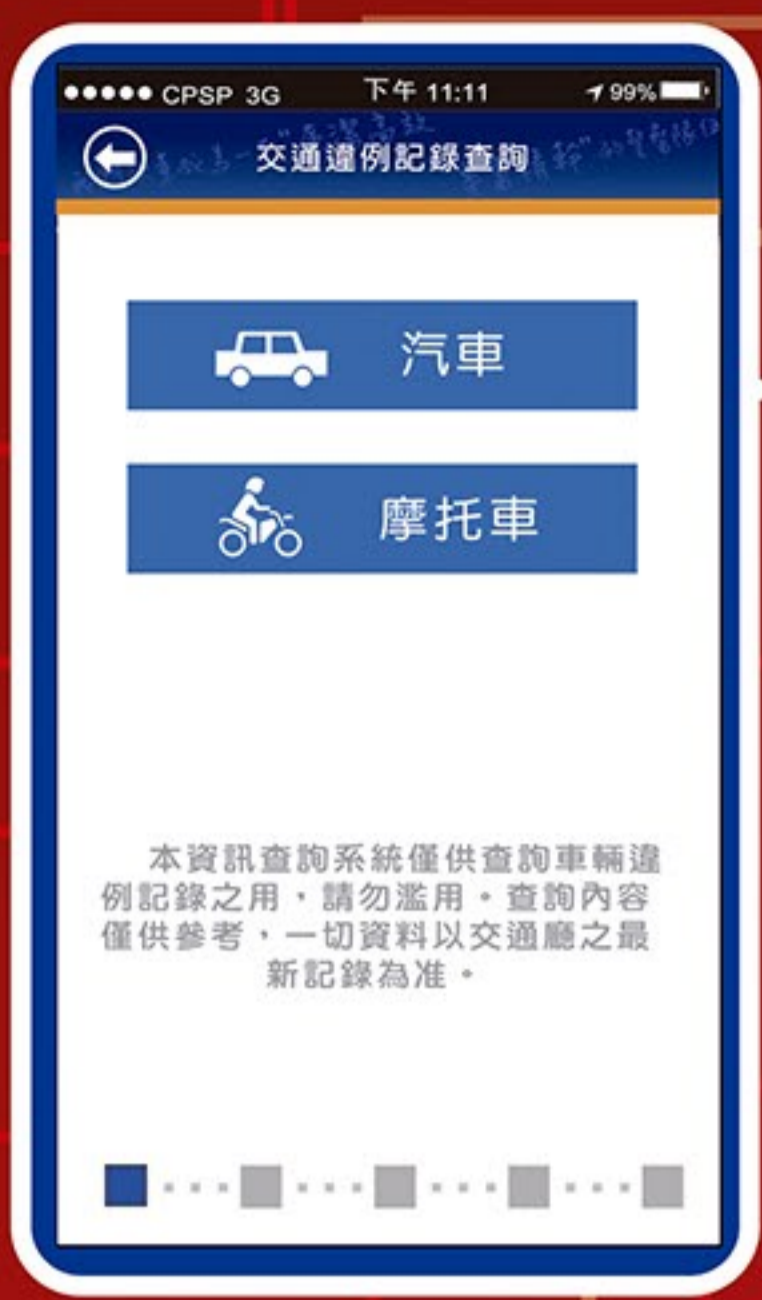 CPSP 3G 下午 11:11 99%
交通違例記錄查詢
汽車
摩托車
本資訊查詢系統僅供查詢車輛違
例記錄之用，請勿濫用。查詢內容
僅供參考，一切資料以交通廳之最
新記錄為准。